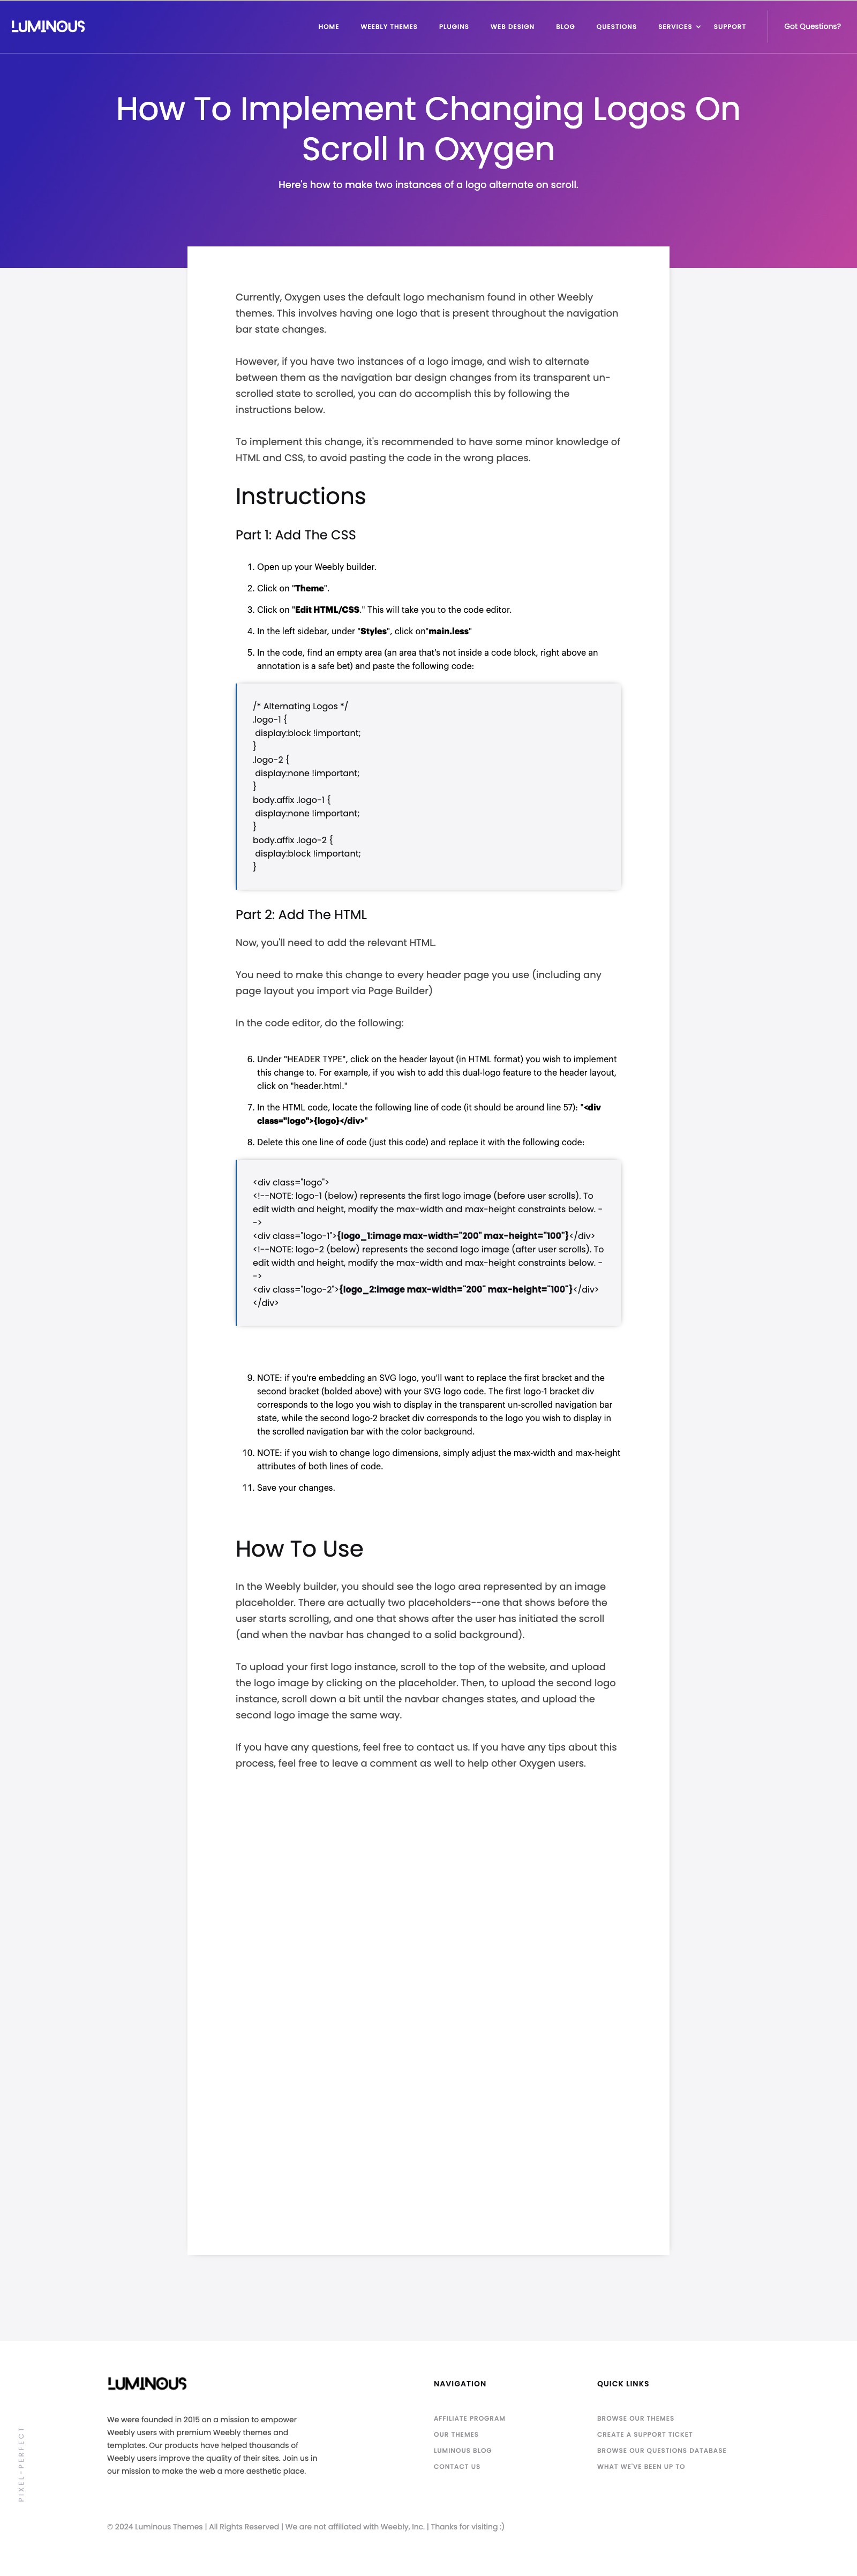 LUMINOUS
HOME WEEBLY THEMES PLUGINS WEB DESIGN BLOG QUESTIONS SERVICES SUPPORT Got Questions?
How To Implement Changing Logos On
Scroll In Oxygen
Here's how to make two instances of a logo alternate on scroll.
Currently, Oxygen uses the default logo mechanism found in other Weebly
themes. This involves having one logo that is present throughout the navigation
bar state changes.
However, if you have two instances of a logo image, and wish to alternate
between them as the navigation bar design changes from its transparent un-
scrolled state to scrolled, you can do accomplish this by following the
instructions below.
To implement this change, it's recommended to have some minor knowledge of
HTML and CSS, to avoid pasting the code in the wrong places.
Instructions
Part 1: Add The CSS
1. Open up your Weebly builder.
2. Click on "Theme".
3. Click on "Edit HTML/CSS." This will take you to the code editor.
4. In the left sidebar, under "Styles", click on"main.less"
5. In the code, find an empty area (an area that's not inside a code block, right above an
annotation is a safe bet) and paste the following code:
/* Alternating Logos */
.logo-1 {
display:block !important;
}
.logo-2 {
display:none !important;
}
body.affix .logo-1 {
display:none !important;
}
body.affix .logo-2 {
display:block !important;
}
Part 2: Add The HTML
Now, you'll need to add the relevant HTML.
You need to make this change to every header page you use (including any
page layout you import via Page Builder)
In the code editor, do the following:
6. Under "HEADER TYPE", click on the header layout (in HTML format) you wish to implement
this change to. For example, if you wish to add this dual-logo feature to the header layout,
click on "header.html."
7. In the HTML code, locate the following line of code (it should be around line 57): "<div
class="logo">{logo}</div>"
8. Delete this one line of code (just this code) and replace it with the following code:
<div class="logo">
<!--NOTE: logo-1 (below) represents the first logo image (before user scrolls). To
edit width and height, modify the max-width and max-height constraints below. -
->
<div class="logo-1">{logo_1:image max-width="200" max-height="100"}</div>
<!--NOTE: logo-2 (below) represents the second logo image (after user scrolls). To
edit width and height, modify the max-width and max-height constraints below. -
->
<div class="logo-2">{logo_2:image max-width="200" max-height="100"}</div>
</div>
9. NOTE: if you're embedding an SVG logo, you'll want to replace the first bracket and the
second bracket (bolded above) with your SVG logo code. The first logo-1 bracket div
corresponds to the logo you wish to display in the transparent un-scrolled navigation bar
state, while the second logo-2 bracket div corresponds to the logo you wish to display in
the scrolled navigation bar with the color background.
10. NOTE: if you wish to change logo dimensions, simply adjust the max-width and max-height
attributes of both lines of code.
11. Save your changes.
How To Use
In the Weebly builder, you should see the logo area represented by an image
placeholder. There are actually two placeholders--one that shows before the
user starts scrolling, and one that shows after the user has initiated the scroll
(and when the navbar has changed to a solid background).
To upload your first logo instance, scroll to the top of the website, and upload
the logo image by clicking on the placeholder. Then, to upload the second logo
instance, scroll down a bit until the navbar changes states, and upload the
second logo image the same way.
If you have any questions, feel free to contact us. If you have any tips about this
process, feel free to leave a comment as well to help other Oxygen users.
LUMINOUS
We were founded in 2015 on a mission to empower
Weebly users with premium Weebly themes and
templates. Our products have helped thousands of
Weebly users improve the quality of their sites. Join us in
our mission to make the web a more aesthetic place.
NAVIGATION
AFFILIATE PROGRAM
OUR THEMES
LUMINOUS BLOG
CONTACT US
QUICK LINKS
BROWSE OUR THEMES
CREATE A SUPPORT TICKET
BROWSE OUR QUESTIONS DATABASE
WHAT WE'VE BEEN UP TO
PIXEL-PERFECT
© 2024 Luminous Themes | All Rights Reserved | We are not affiliated with Weebly, Inc. | Thanks for visiting :)